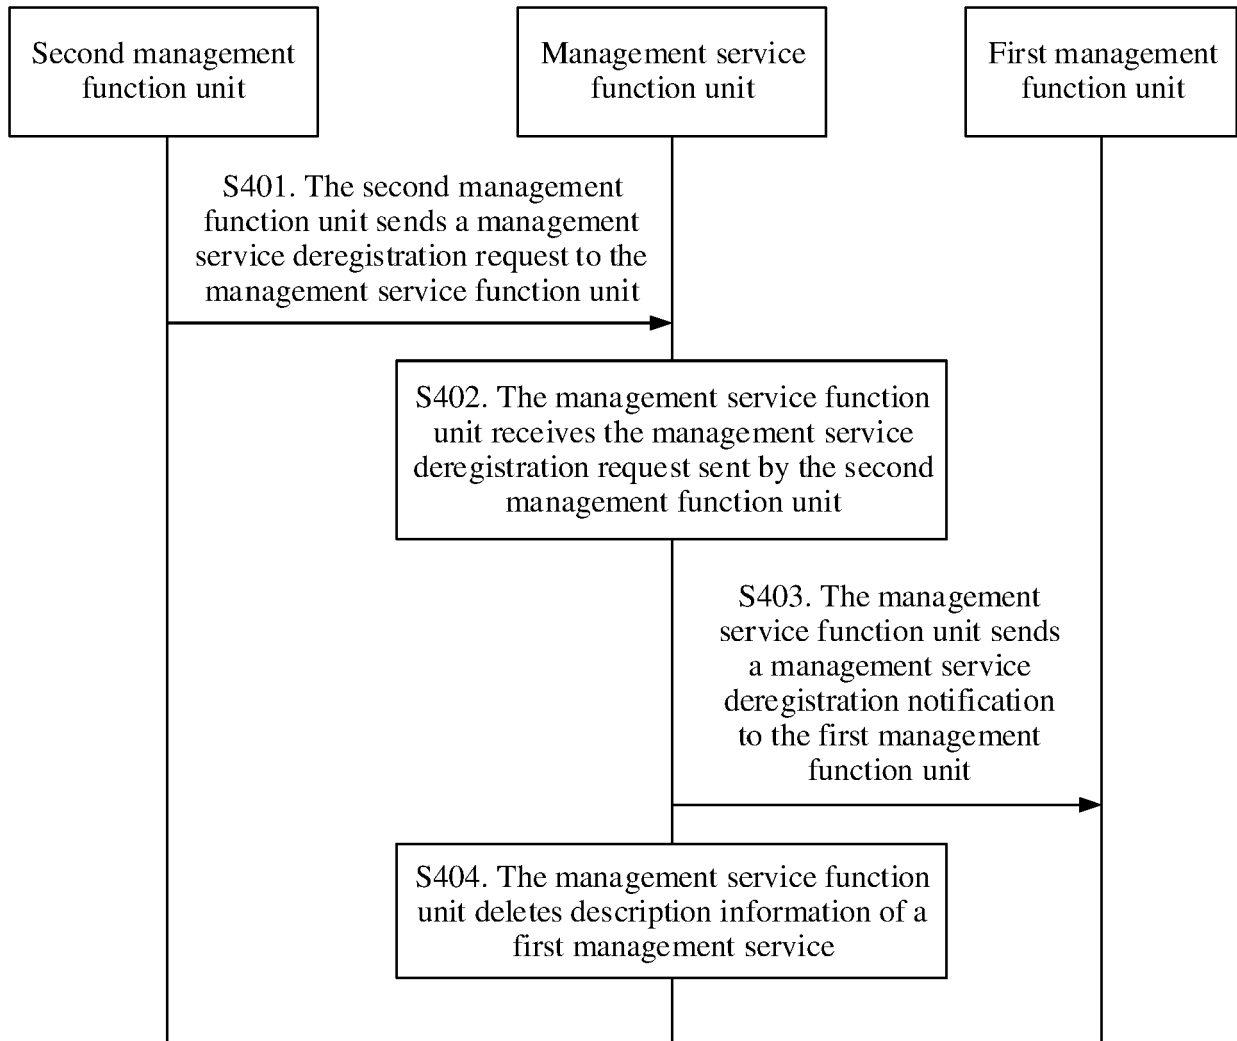 Second management
function unit
Management service
function unit
First management
function unit
S401. The second management
function unit sends a management
service deregistration request to the
management service function unit
S402. The management service function
unit receives the management service
deregistration request sent by the second
management function unit
S403. The management
service function unit sends
a management service
deregistration notification
to the first management
function unit
S404. The management service function
unit deletes description information of a
first management service